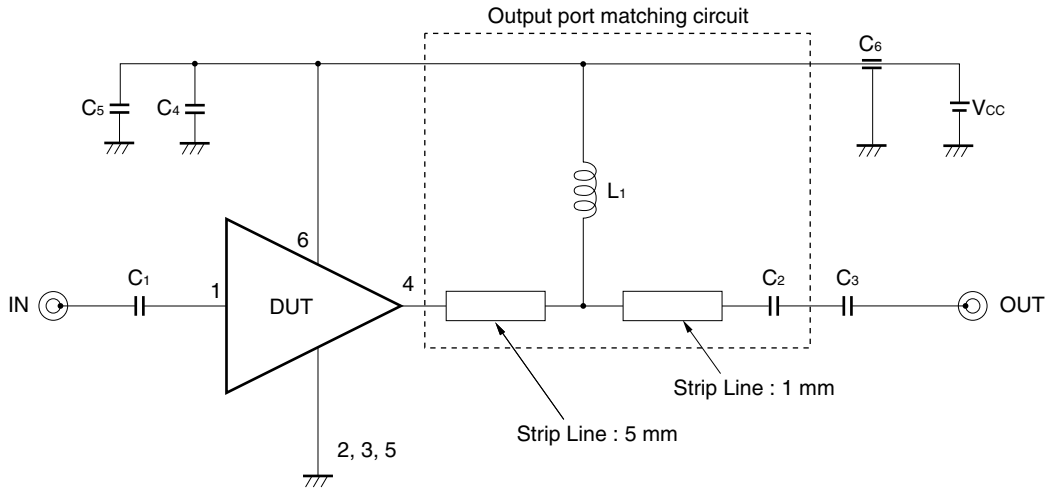 Output port matching circuit
C6
C5
C4
VCC
L1
6
C1
4
C2
C3
1
IN
DUT
OUT
Strip Line : 1 mm
Strip Line : 5 mm
2, 3, 5